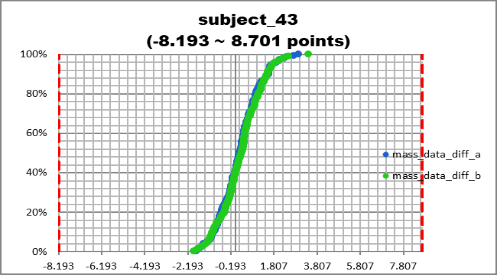 subject_43
(-8.193 ~ 8.701 points)
100%
80%
60%
40%
20%
0%
-8.193 -6.193 -4.193 -2.193 -0.193 1.807 3.807 5.807 7.807
mass_data_diff_a
mass_data_diff_b